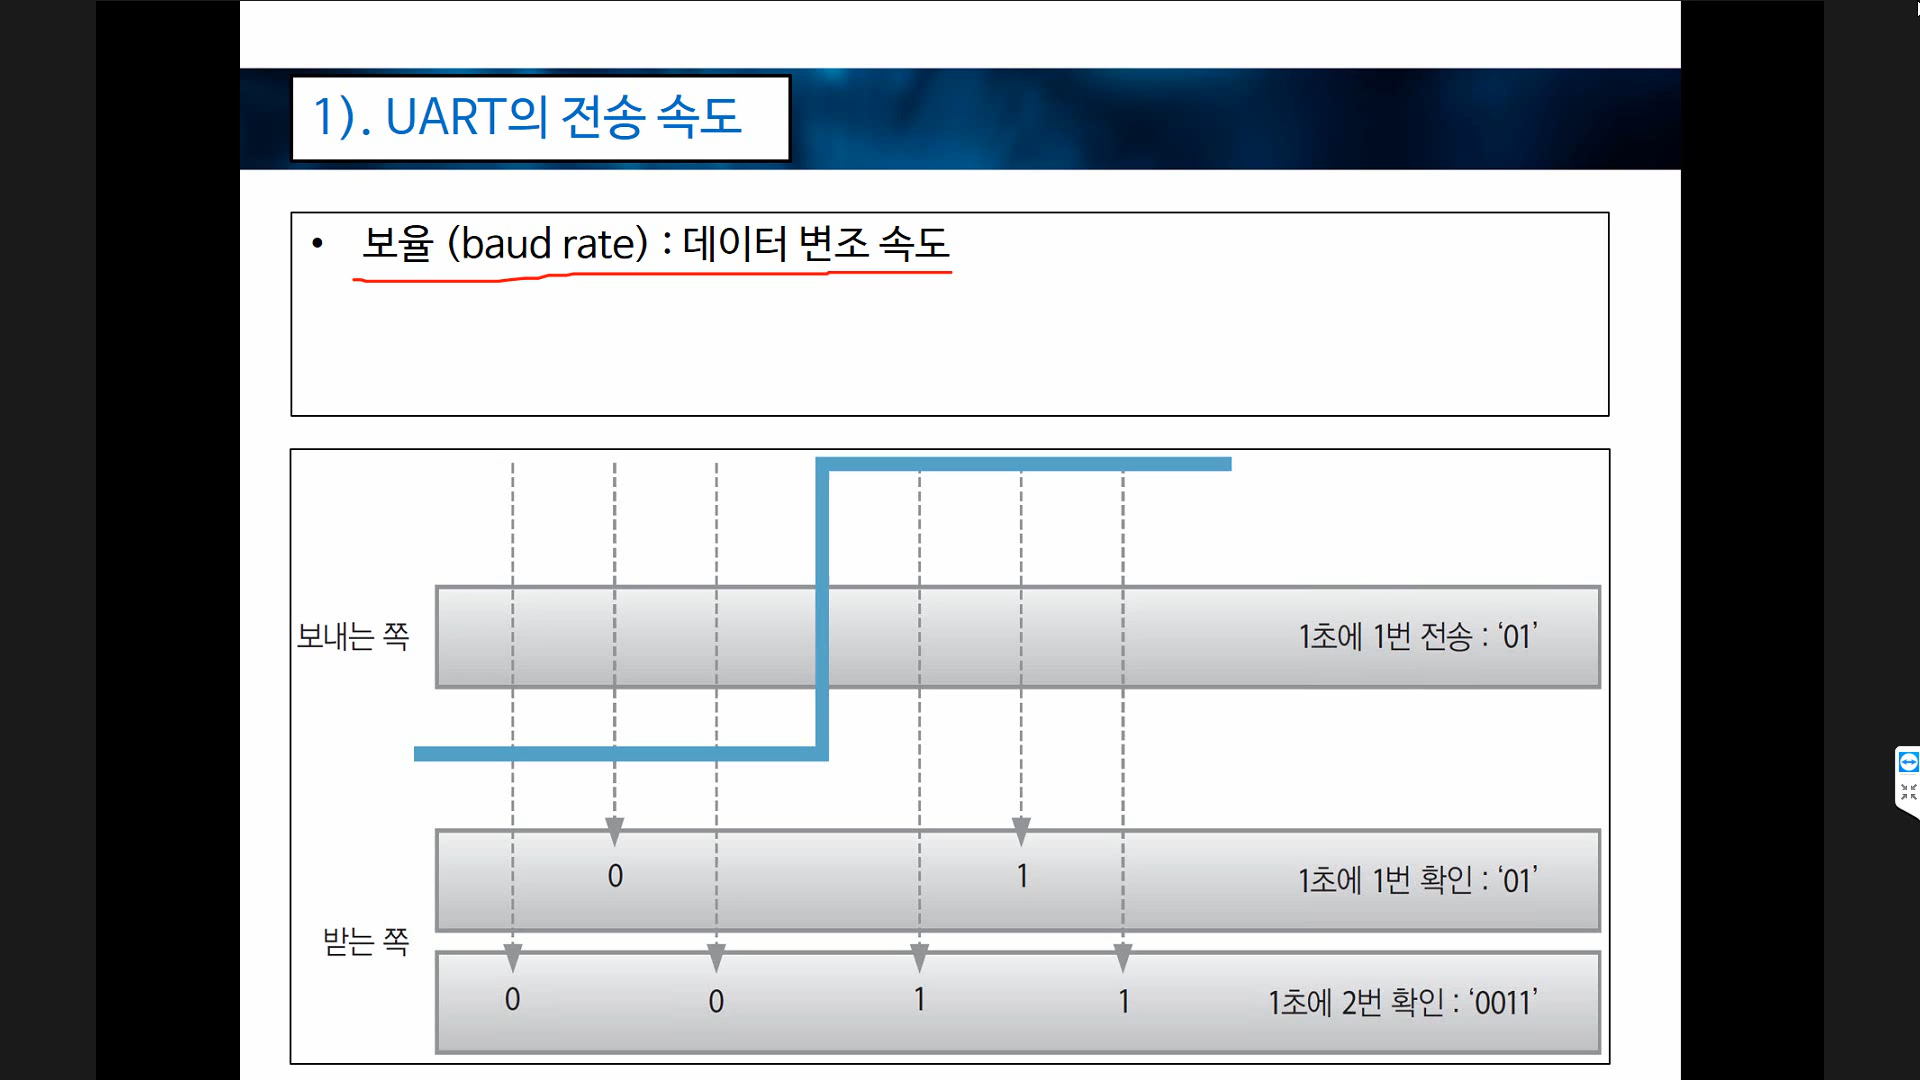 1). UART의 전송 속도
• 보율 (baud rate) : 데이터 변조 속도
보내는 쪽
1초에 1번 전송 : ‘01’
0 1 1초에 1번 확인 : ‘01’
받는 쪽
0 0 1 1 1초에 2번 확인 : ‘0011’